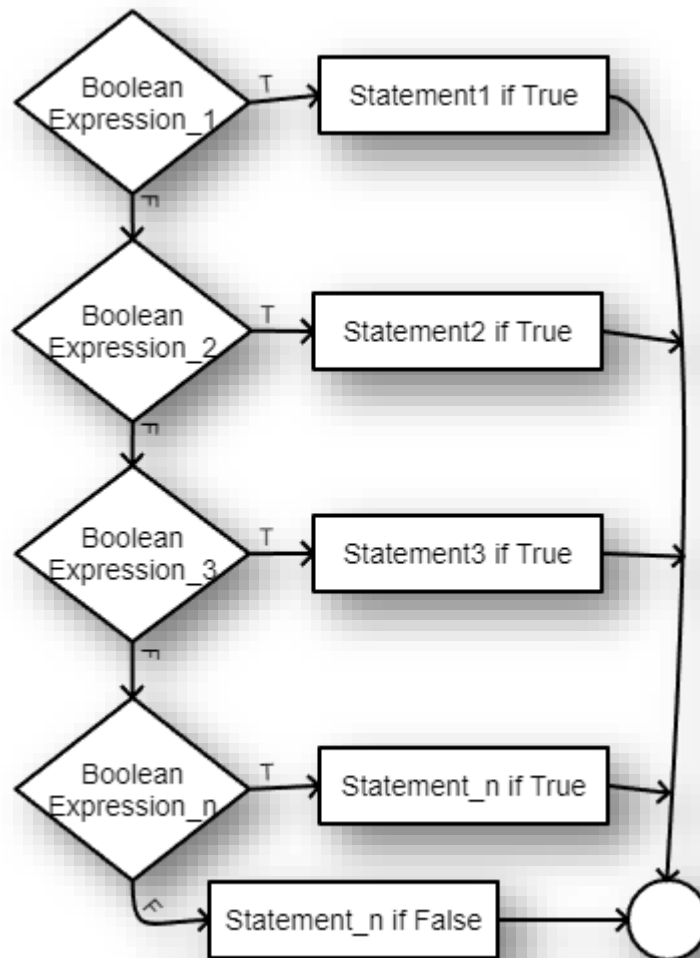 Boolean
Expression_1
T
Statement1 if True
F
Boolean
Expression_2
T
Statement2 if True
F
Boolean
Expression_3
T
Statement3 if True
F
Boolean
Expression_n
T
Statement_n if True
F
Statement_n if False